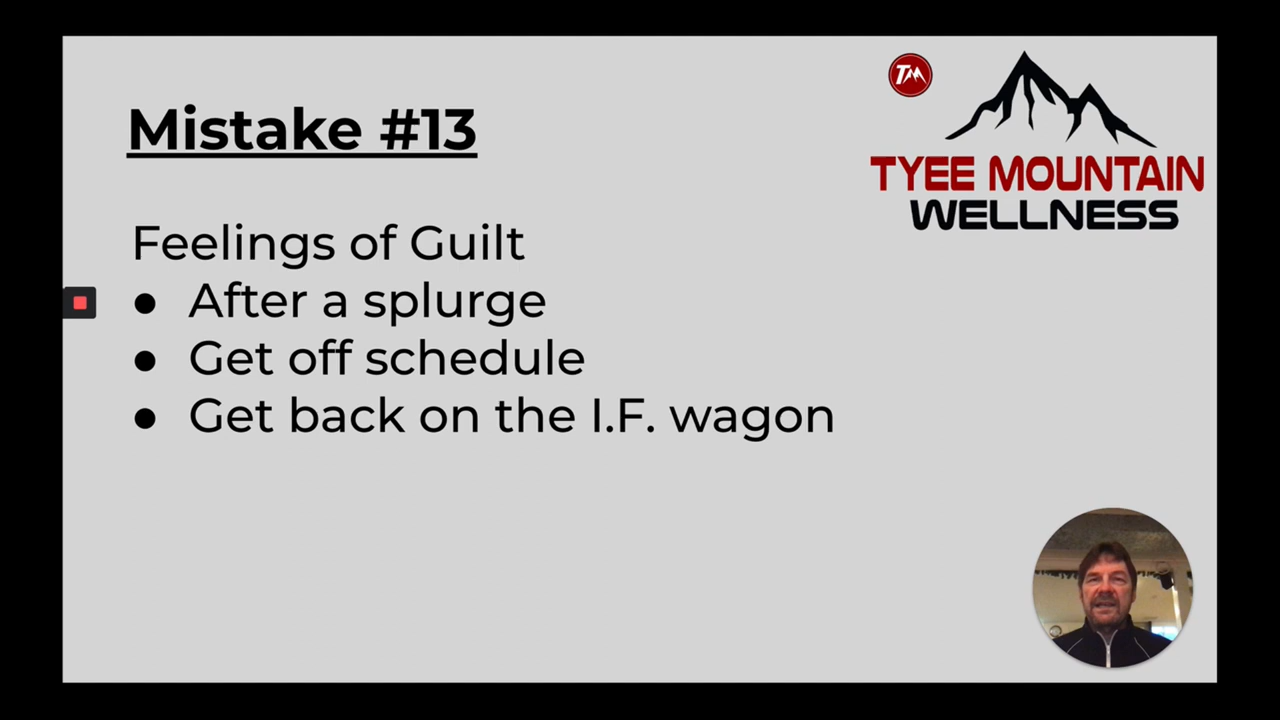 Mistake #13
TM
TYEE MOUNTAIN
WELLNESS
Feelings of Guilt
● After a splurge
● Get off schedule
● Get back on the I.F. wagon